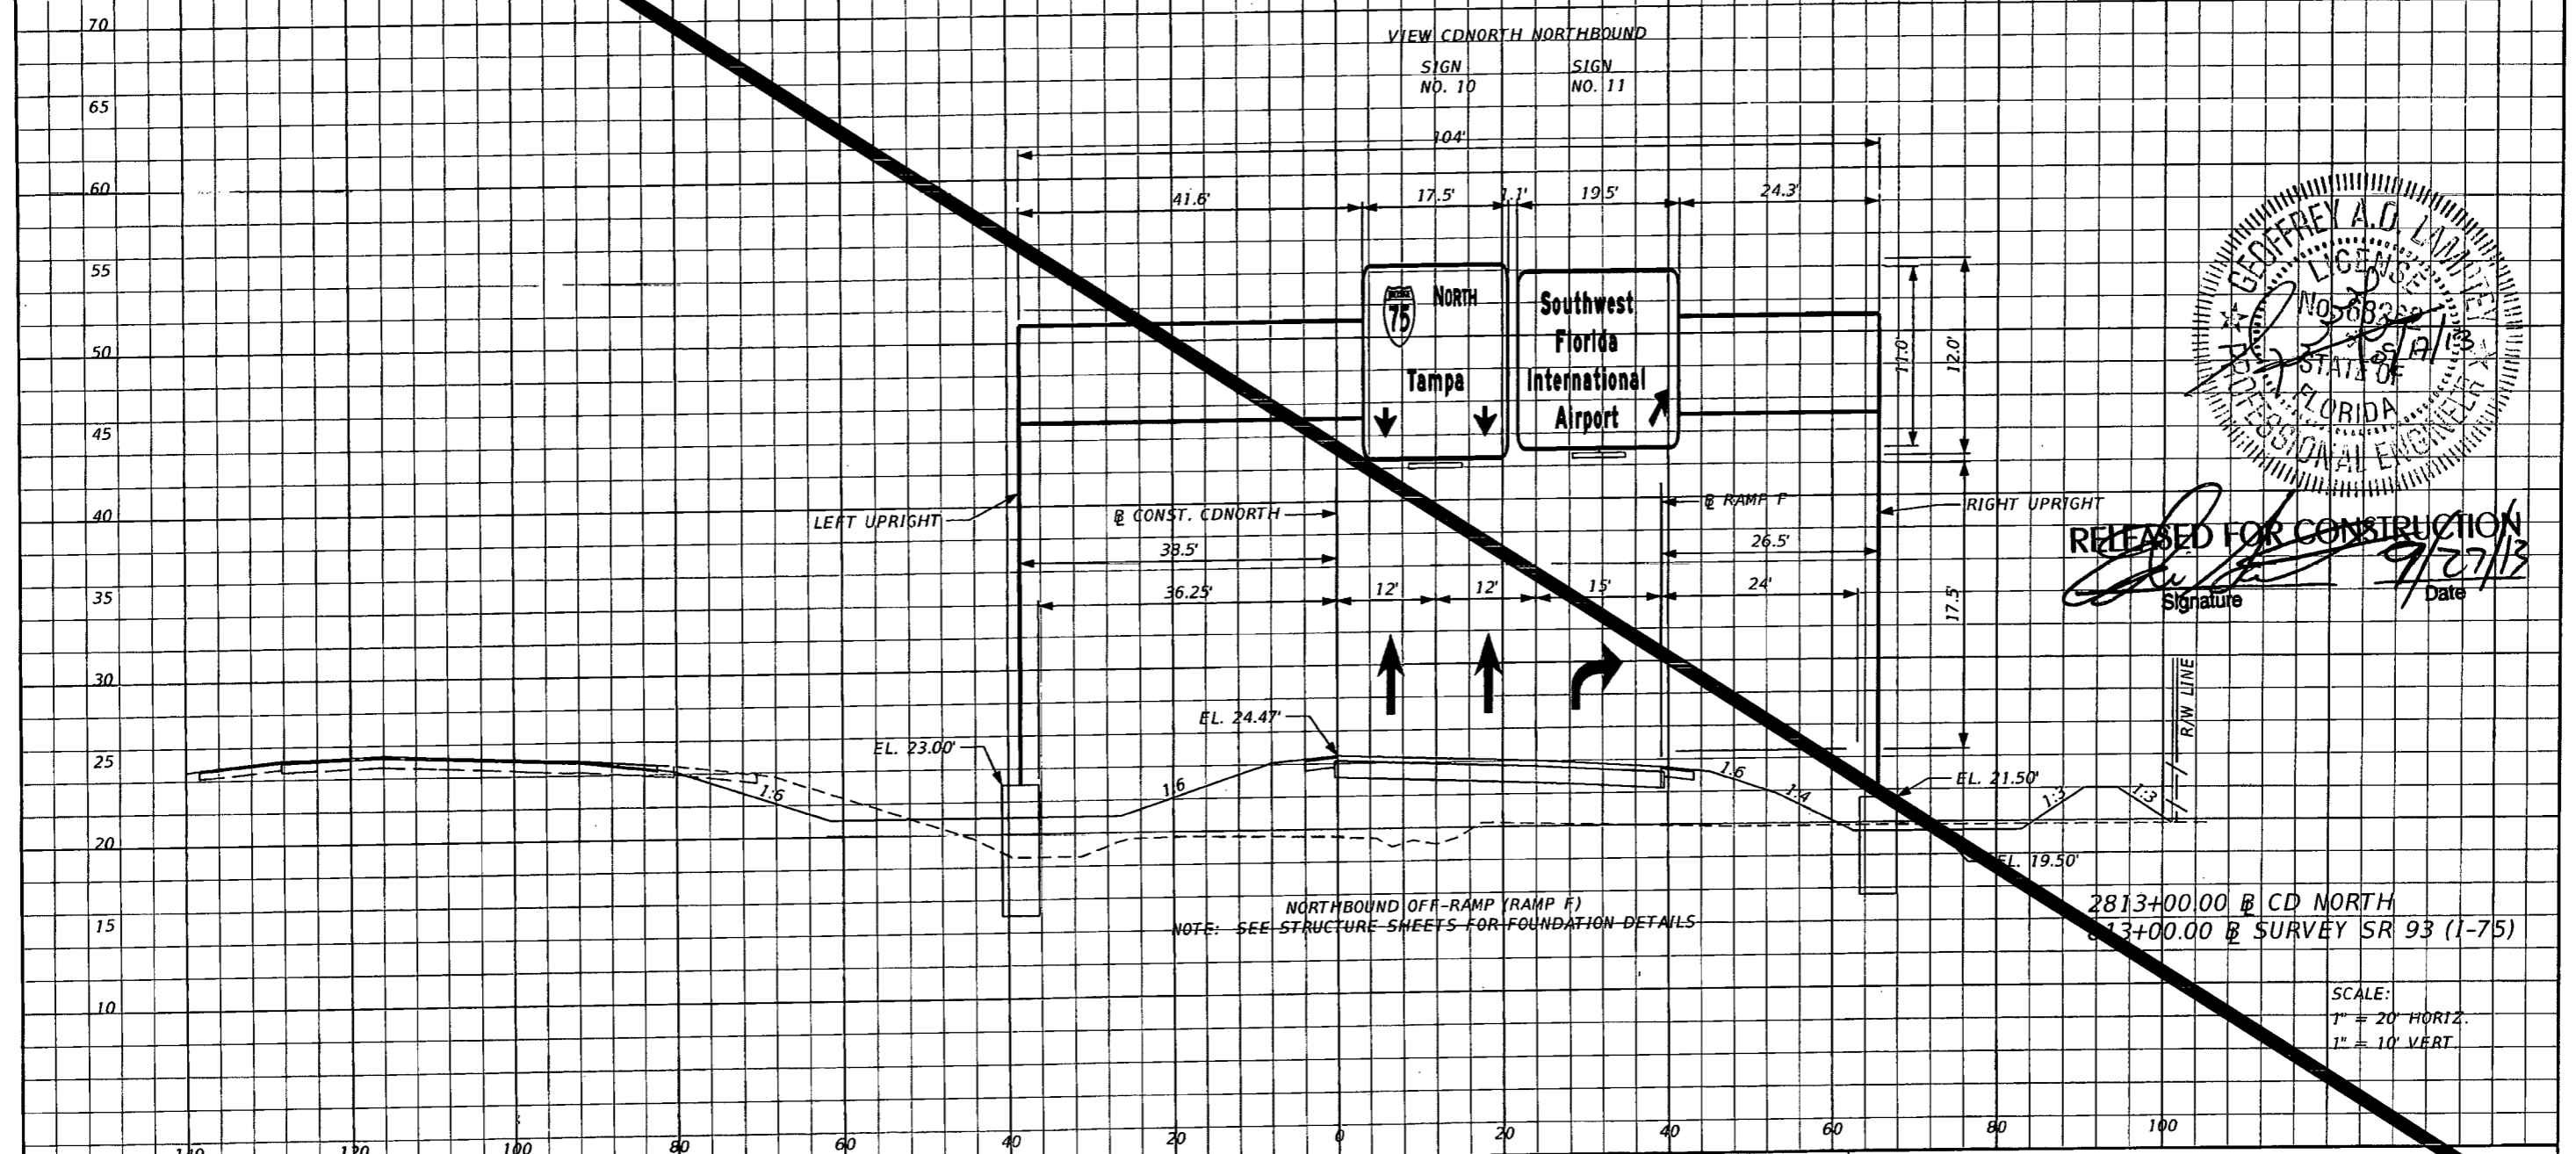 VIEW CDNORTH NORTHBOUND
SIGN NO. 10
SIGN NO. 11
70
65
60
55
50
45
40
35
30
25
20
15
10
104'
41.6'
17.5'
1.1'
19.5'
24.3'
75
NORTH
Tampa
Southwest
Florida
International
Airport
11.0'
12.0'
17.5'
LEFT UPRIGHT
℄ CONST. CDNORTH
℄ RAMP F
RIGHT UPRIGHT
38.5'
26.5'
36.25'
12'
12'
15'
24'
EL. 24.47'
EL. 23.00'
EL. 21.50'
EL. 19.50'
1:6
1:6
1:6
1:4
1:3
1:3
R/W LINE
NORTHBOUND OFF-RAMP (RAMP F)
NOTE: SEE STRUCTURE SHEETS FOR FOUNDATION DETAILS
GEOFFREY A.D.
LICENSE
STATE OF
FLORIDA
PROFESSIONAL ENGINEER
RELEASED FOR CONSTRUCTION
9/27/13
Signature
Date
2813+00.00 ℄ CD NORTH
813+00.00 ℄ SURVEY SR 93 (I-75)
SCALE:
1" = 20' HORIZ.
1" = 10' VERT.
140 120 100 80 60 40 20 0 20 40 60 80 100